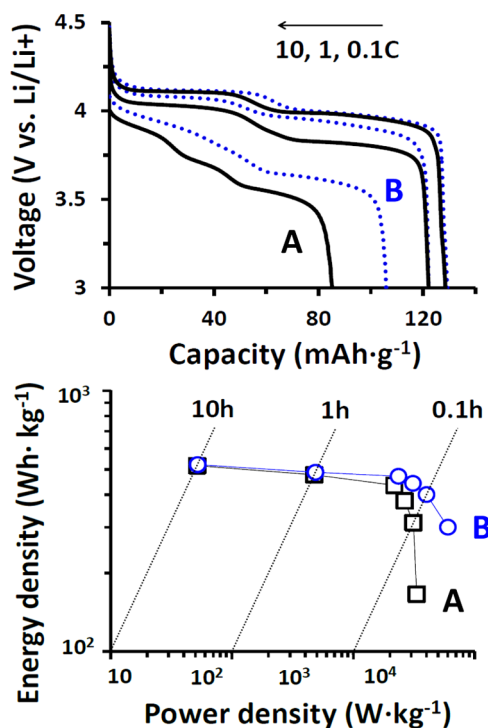 4.5
10, 1, 0.1C
4
3.5
3
B
A
0
40
80
120
Voltage (V vs. Li/Li+)
Capacity (mAh·g⁻¹)
10³
10h
1h
0.1h
B
A
10²
10
10²
10³
10⁴
Energy density (Wh· kg⁻¹)
Power density (W·kg⁻¹)